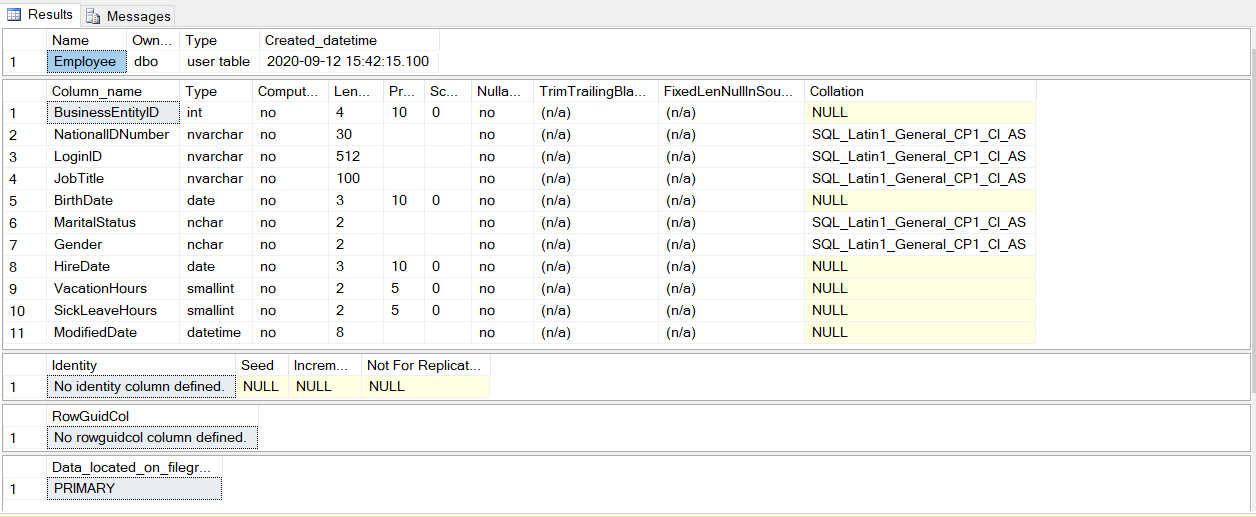 Results Messages
Name Own... Type Created_datetime
1 Employee dbo user table 2020-09-12 15:42:15.100
Column_name Type Comput... Len... Pr... Sc... Nulla... TrimTrailingBla... FixedLenNullInSou... Collation
1 BusinessEntityID int no 4 10 0 no (n/a) (n/a) NULL
2 NationalIDNumber nvarchar no 30 no (n/a) (n/a) SQL_Latin1_General_CP1_CI_AS
3 LoginID nvarchar no 512 no (n/a) (n/a) SQL_Latin1_General_CP1_CI_AS
4 JobTitle nvarchar no 100 no (n/a) (n/a) SQL_Latin1_General_CP1_CI_AS
5 BirthDate date no 3 10 0 no (n/a) (n/a) NULL
6 MaritalStatus nchar no 2 no (n/a) (n/a) SQL_Latin1_General_CP1_CI_AS
7 Gender nchar no 2 no (n/a) (n/a) SQL_Latin1_General_CP1_CI_AS
8 HireDate date no 3 10 0 no (n/a) (n/a) NULL
9 VacationHours smallint no 2 5 0 no (n/a) (n/a) NULL
10 SickLeaveHours smallint no 2 5 0 no (n/a) (n/a) NULL
11 ModifiedDate datetime no 8 no (n/a) (n/a) NULL
Identity Seed Increm... Not For Replicat...
1 No identity column defined. NULL NULL NULL
RowGuidCol
1 No rowguidcol column defined.
Data_located_on_filegr...
1 PRIMARY